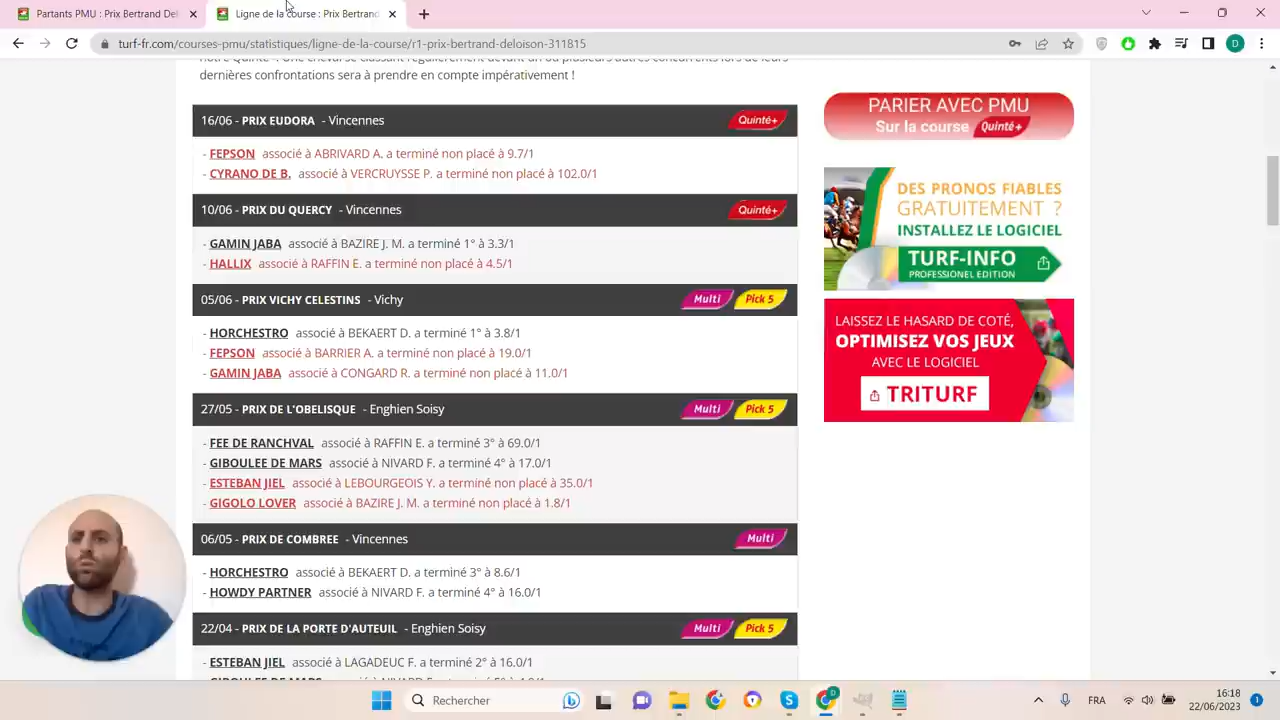 Partants PMU : Prix Bertrand D
Ligne de la course : Prix Bertran
turf-fr.com/courses-pmu/statistiques/ligne-de-la-course/r1-prix-bertrand-deloison-311815
D
dernières confrontations sera à prendre en compte impérativement !
16/06 - PRIX EUDORA - Vincennes Quinté+
- FEPSON associé à ABRIVARD A. a terminé non placé à 9.7/1
- CYRANO DE B. associé à VERCRUYSSE P. a terminé non placé à 102.0/1
10/06 - PRIX DU QUERCY - Vincennes Quinté+
- GAMIN JABA associé à BAZIRE J. M. a terminé 1° à 3.3/1
- HALLIX associé à RAFFIN E. a terminé non placé à 4.5/1
05/06 - PRIX VICHY CELESTINS - Vichy Multi Pick 5
- HORCHESTRO associé à BEKAERT D. a terminé 1° à 3.8/1
- FEPSON associé à BARRIER A. a terminé non placé à 19.0/1
- GAMIN JABA associé à CONGARD R. a terminé non placé à 11.0/1
27/05 - PRIX DE L'OBELISQUE - Enghien Soisy Multi Pick 5
- FEE DE RANCHVAL associé à RAFFIN E. a terminé 3° à 69.0/1
- GIBOULEE DE MARS associé à NIVARD F. a terminé 4° à 17.0/1
- ESTEBAN JIEL associé à LEBOURGEOIS Y. a terminé non placé à 35.0/1
- GIGOLO LOVER associé à BAZIRE J. M. a terminé non placé à 1.8/1
06/05 - PRIX DE COMBREE - Vincennes Multi
- HORCHESTRO associé à BEKAERT D. a terminé 3° à 8.6/1
- HOWDY PARTNER associé à NIVARD F. a terminé 4° à 16.0/1
22/04 - PRIX DE LA PORTE D'AUTEUIL - Enghien Soisy Multi Pick 5
- ESTEBAN JIEL associé à LAGADEUC F. a terminé 2° à 16.0/1
PARIER AVEC PMU
Sur la course Quinté+
DES PRONOS FIABLES
GRATUITEMENT ?
INSTALLEZ LE LOGICIEL
TURF-INFO
PROFESSIONEL EDITION
LAISSEZ LE HASARD DE COTÉ,
OPTIMISEZ VOS JEUX
AVEC LE LOGICIEL
TRITURF
Rechercher
FRA
16:18
22/06/2023